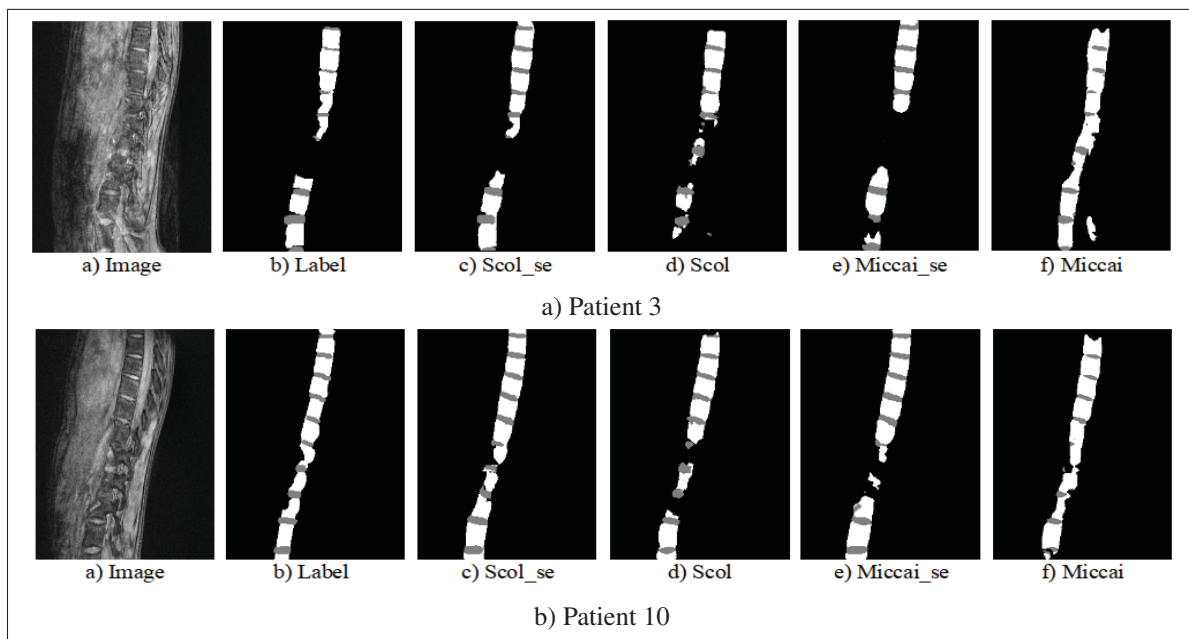 a) Image b) Label c) Scol_se d) Scol e) Miccai_se f) Miccai
a) Patient 3
a) Image b) Label c) Scol_se d) Scol e) Miccai_se f) Miccai
b) Patient 10